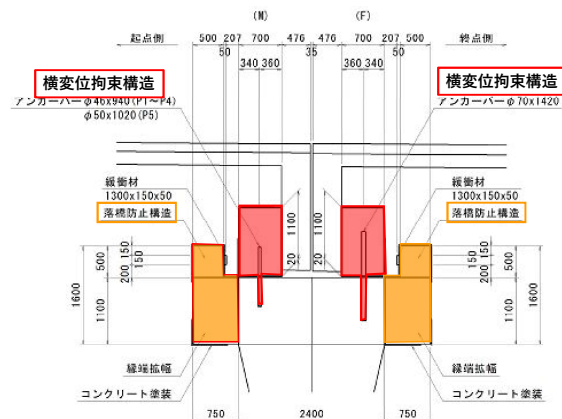 (M) (F)
500 207 700 476 476 700 207 500
起点側 50 35 50 終点側
340 360 360 340
横変位拘束構造 横変位拘束構造
アンカーバーφ46x940(P1〜P4) アンカーバーφ70x1420
φ50x1020(P5)
緩衝材 緩衝材
1300x150x50 1300x150x50
落橋防止構造 落橋防止構造
1100 1100
20 20
1600 500 200 150 150 150 150 200 500 1600
1100 1100
縁端拡幅 縁端拡幅
コンクリート塗装 コンクリート塗装
750 2400 750